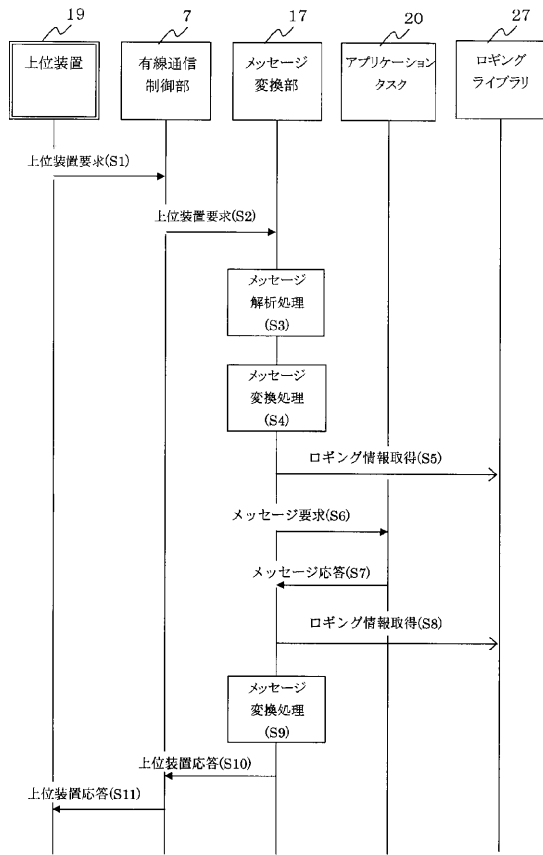 19
7
17
20
27
上位装置
有線通信
制御部
メッセージ
変換部
アプリケーション
タスク
ロギング
ライブラリ
上位装置要求(S1)
上位装置要求(S2)
メッセージ
解析処理
(S3)
メッセージ
変換処理
(S4)
ロギング情報取得(S5)
メッセージ要求(S6)
メッセージ応答(S7)
ロギング情報取得(S8)
メッセージ
変換処理
(S9)
上位装置応答(S10)
上位装置応答(S11)